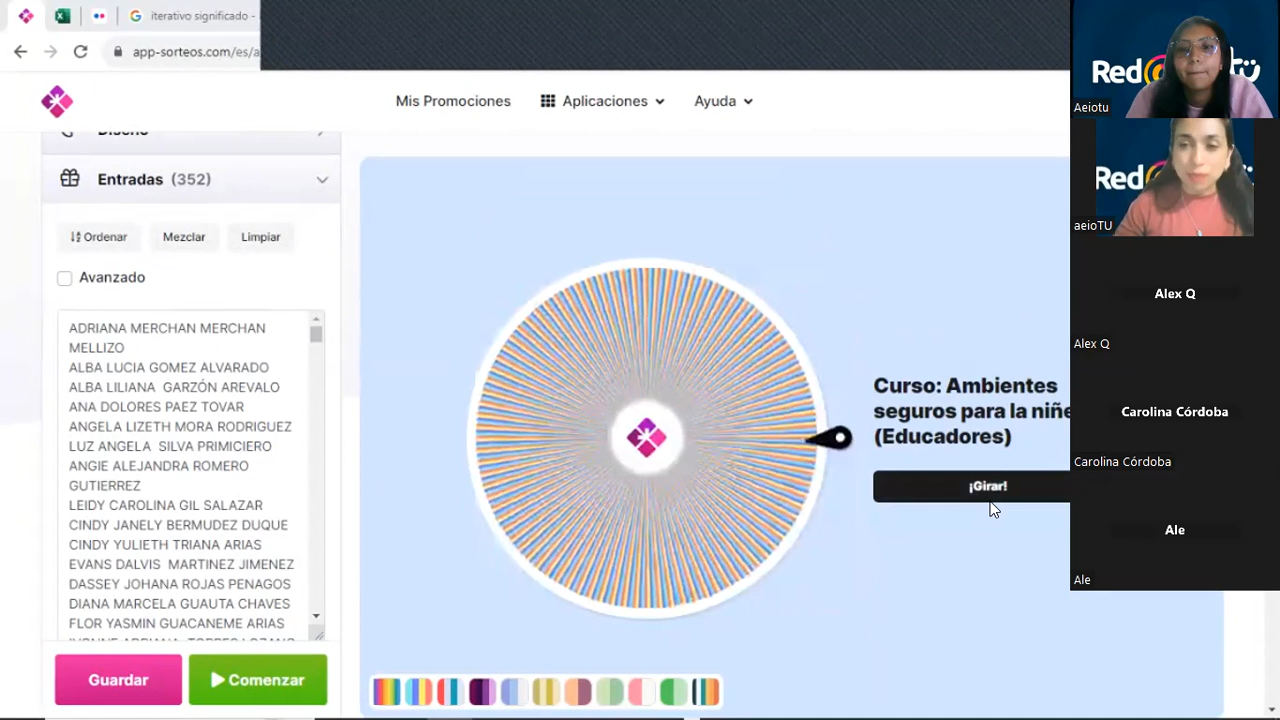 iterativo significado -
app-sorteos.com/es/a
Mis Promociones
Aplicaciones
Ayuda
Diseño
Entradas (352)
Ordenar
Mezclar
Limpiar
Avanzado
ADRIANA MERCHAN MERCHAN
MELLIZO
ALBA LUCIA GOMEZ ALVARADO
ALBA LILIANA GARZÓN AREVALO
ANA DOLORES PAEZ TOVAR
ANGELA LIZETH MORA RODRIGUEZ
LUZ ANGELA SILVA PRIMICIERO
ANGIE ALEJANDRA ROMERO
GUTIERREZ
LEIDY CAROLINA GIL SALAZAR
CINDY JANELY BERMUDEZ DUQUE
CINDY YULIETH TRIANA ARIAS
EVANS DALVIS MARTINEZ JIMENEZ
DASSEY JOHANA ROJAS PENAGOS
DIANA MARCELA GUAUTA CHAVES
FLOR YASMIN GUACANEME ARIAS
Guardar
Comenzar
Curso: Ambientes
seguros para la niñe
(Educadores)
¡Girar!
Red
tu
Aeiotu
Red
aeioTU
Alex Q
Alex Q
Carolina Córdoba
Carolina Córdoba
Ale
Ale